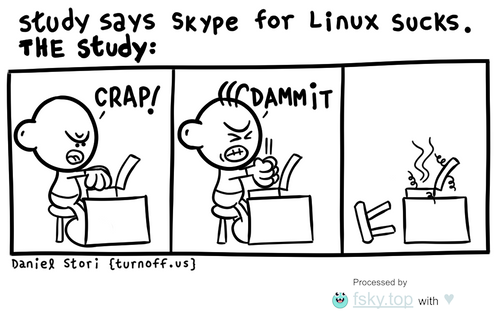 Study says Skype for Linux sucks.
THE Study:
CRAP!
DAMMiT
Daniel Stori {turnoff.us}
Processed by
fsky.top with ♥